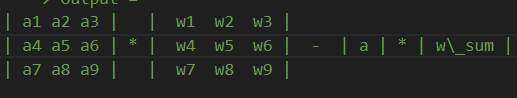 > output =
| a1 a2 a3 | | w1 w2 w3 |
| a4 a5 a6 | * | w4 w5 w6 | - | a | * | w\_sum |
| a7 a8 a9 | | w7 w8 w9 |